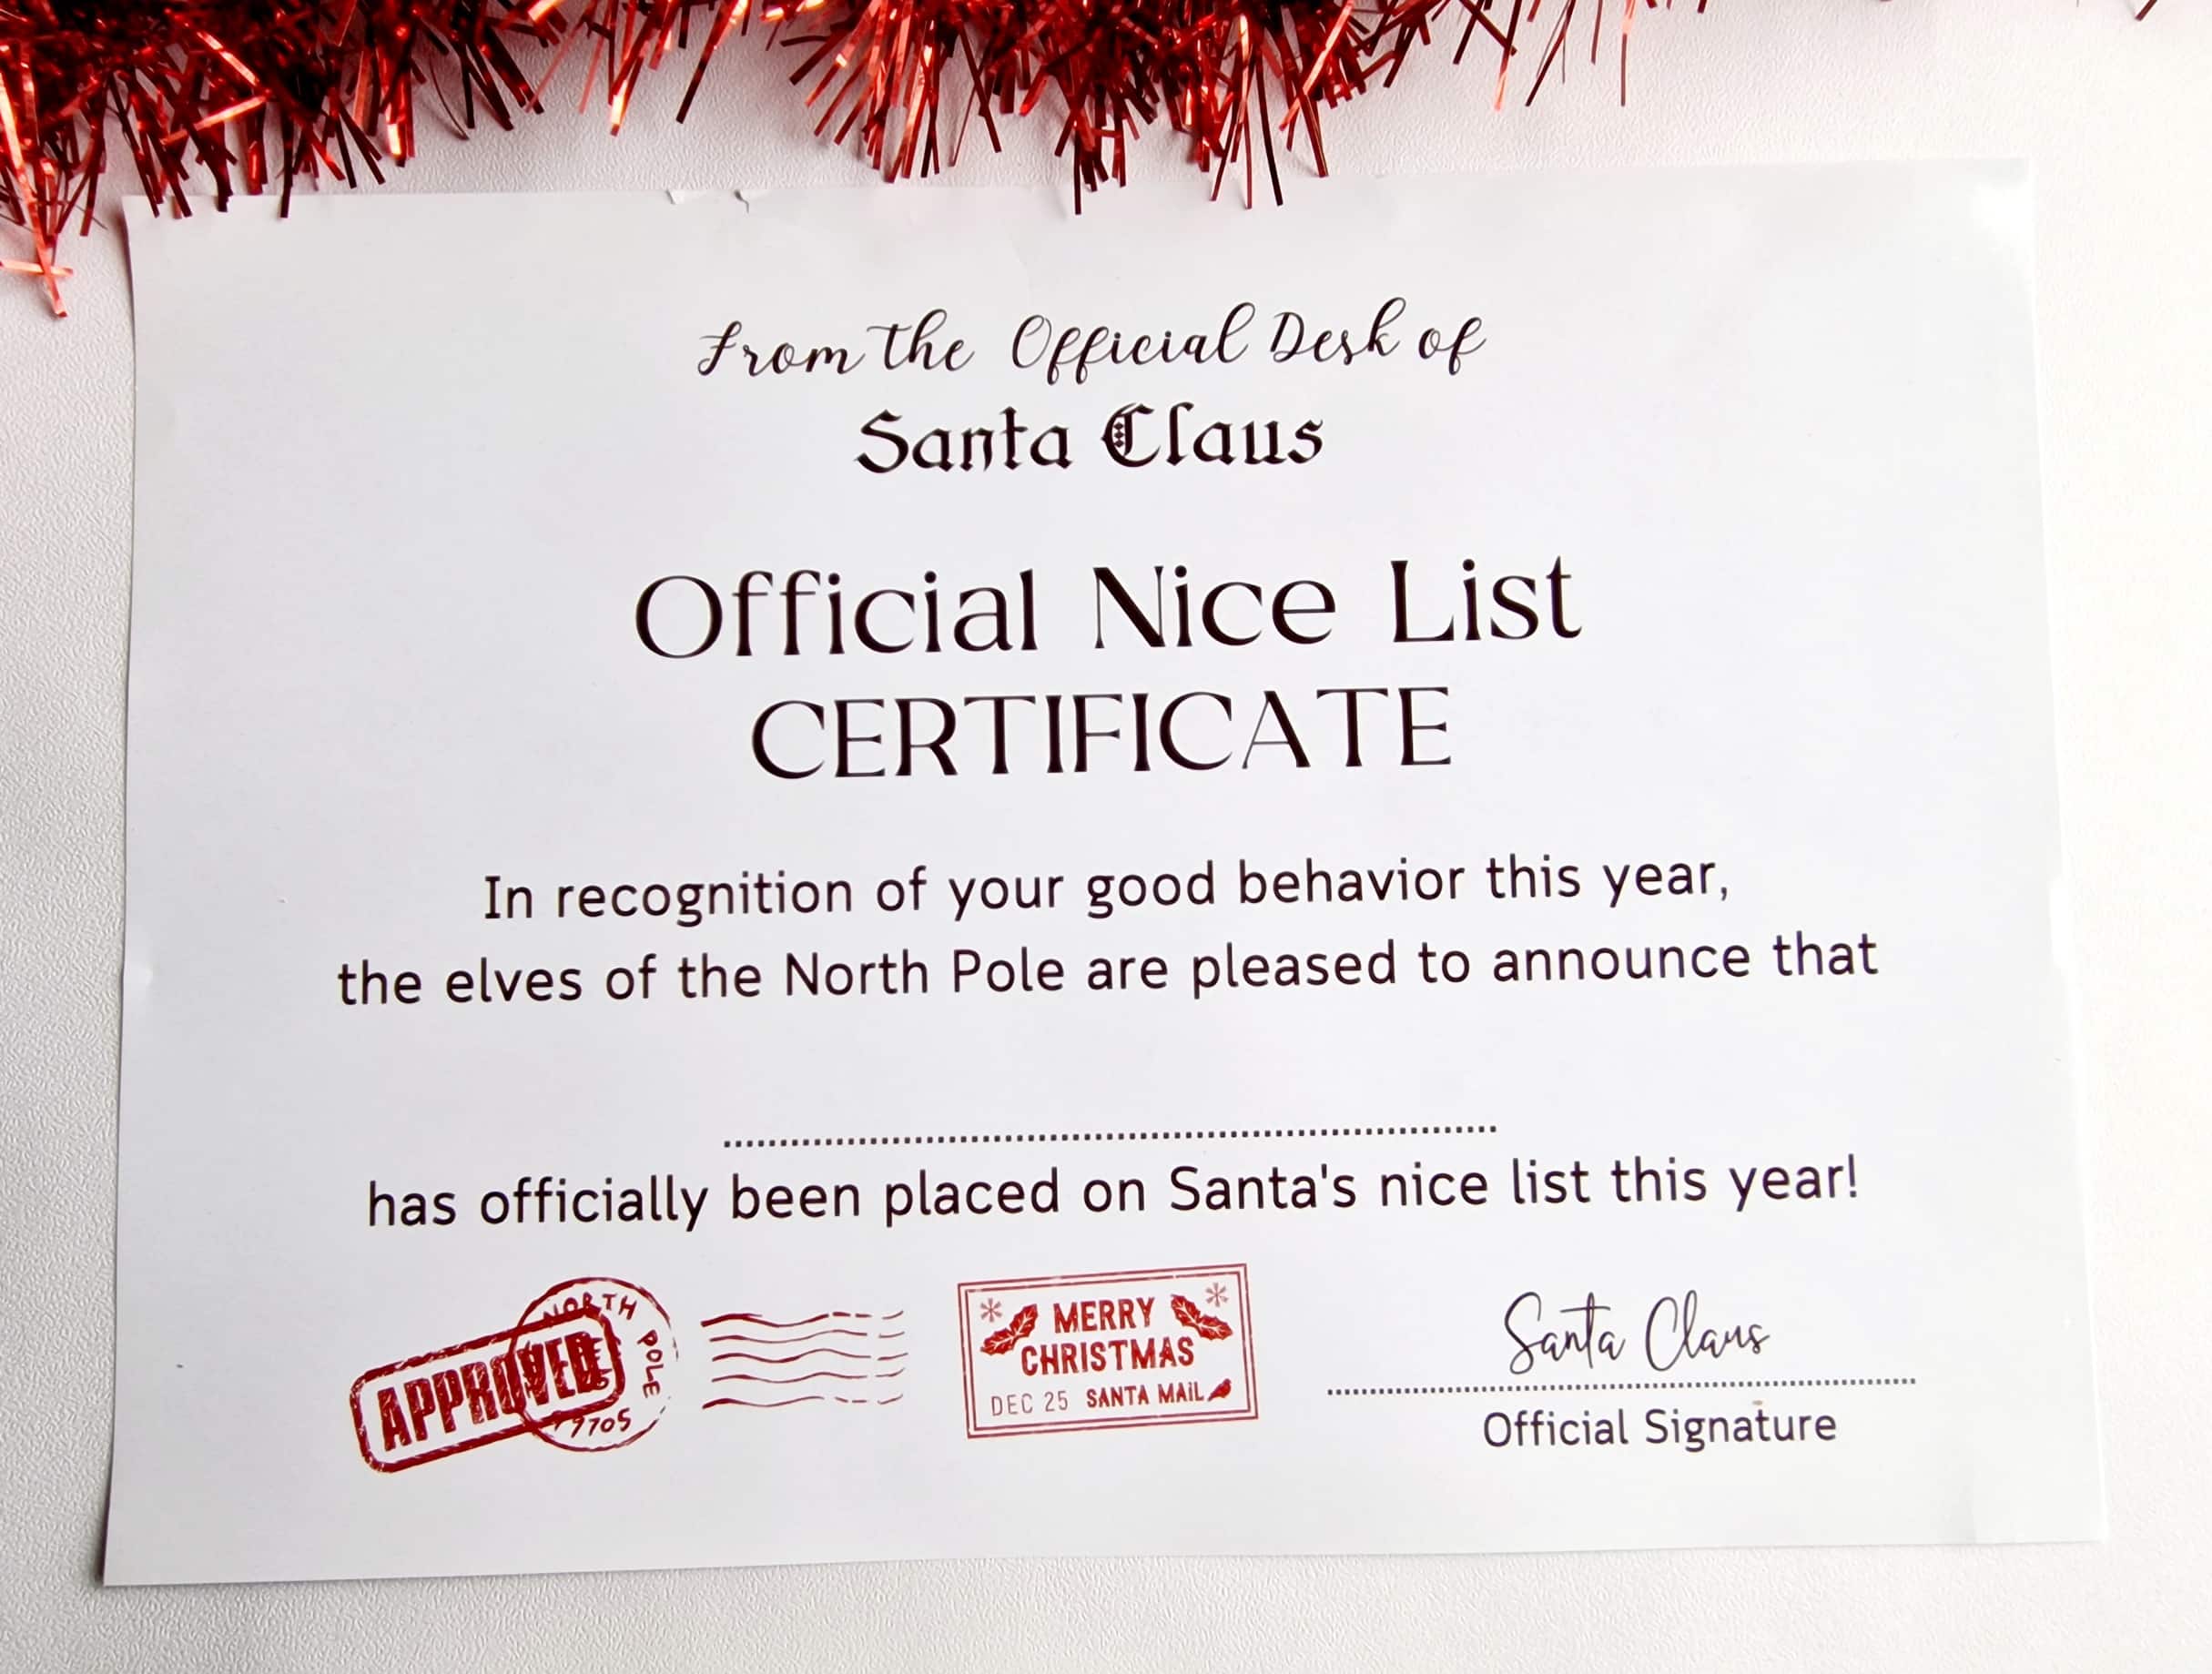 From the Official Desk of
Santa Claus
Official Nice List
CERTIFICATE
In recognition of your good behavior this year,
the elves of the North Pole are pleased to announce that
has officially been placed on Santa's nice list this year!
NORTH POLE
APPROVED
MERRY
CHRISTMAS
DEC 25 SANTA MAIL
Santa Claus
Official Signature